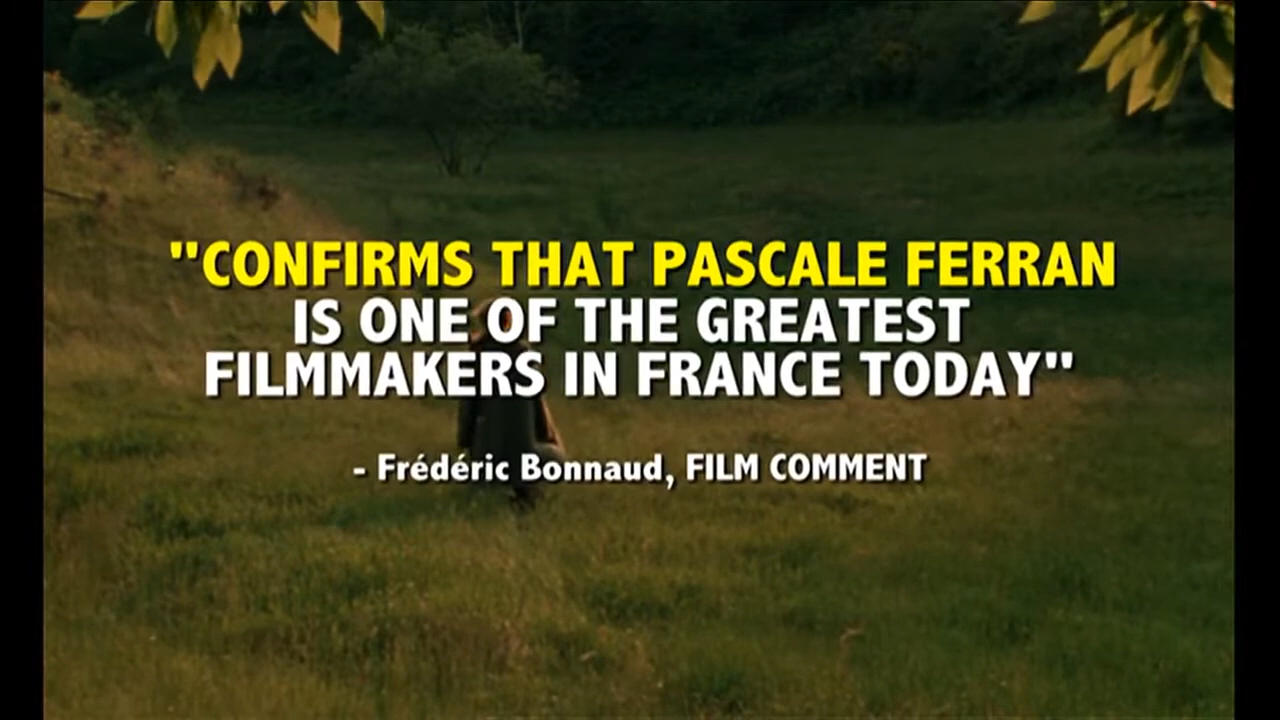 "CONFIRMS THAT PASCALE FERRAN
IS ONE OF THE GREATEST
FILMMAKERS IN FRANCE TODAY"
- Frédéric Bonnaud, FILM COMMENT